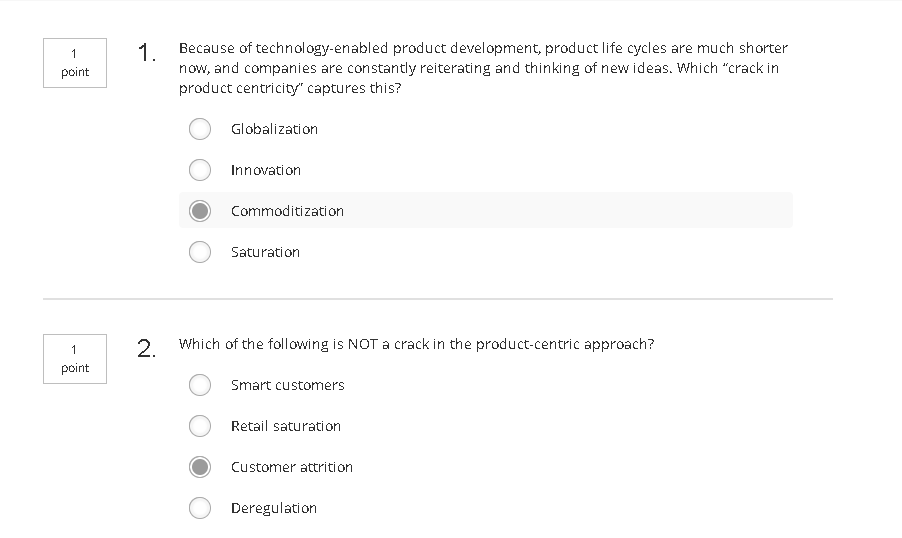 1
point
1.
Because of technology-enabled product development, product life cycles are much shorter
now, and companies are constantly reiterating and thinking of new ideas. Which “crack in
product centricity” captures this?
Globalization
Innovation
Commoditization
Saturation
1
point
2.
Which of the following is NOT a crack in the product-centric approach?
Smart customers
Retail saturation
Customer attrition
Deregulation